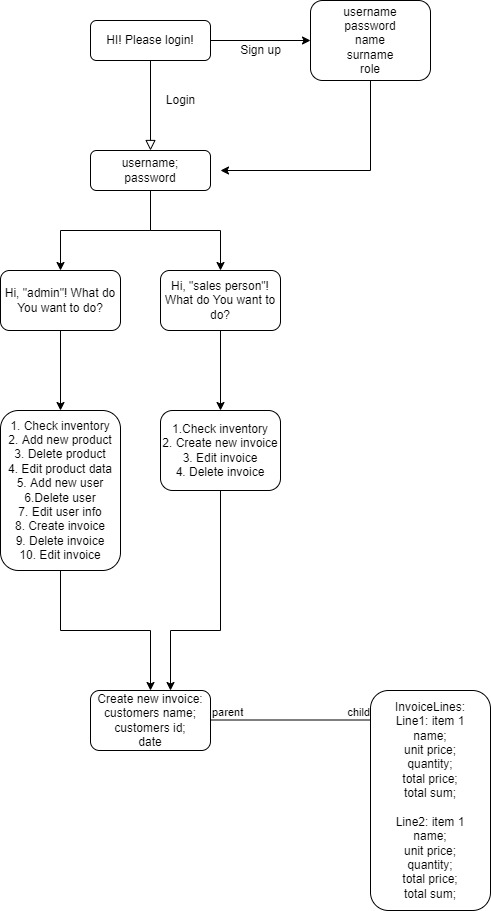 HI! Please login!
Sign up
username
password
name
surname
role
Login
username;
password
Hi, "admin"! What do
You want to do?
Hi, "sales person"!
What do You want to
do?
1. Check inventory
2. Add new product
3. Delete product
4. Edit product data
5. Add new user
6.Delete user
7. Edit user info
8. Create invoice
9. Delete invoice
10. Edit invoice
1.Check inventory
2. Create new invoice
3. Edit invoice
4. Delete invoice
Create new invoice:
customers name;
customers id;
date
parent
child
InvoiceLines:
Line1: item 1
name;
unit price;
quantity;
total price;
total sum;
Line2: item 1
name;
unit price;
quantity;
total price;
total sum;